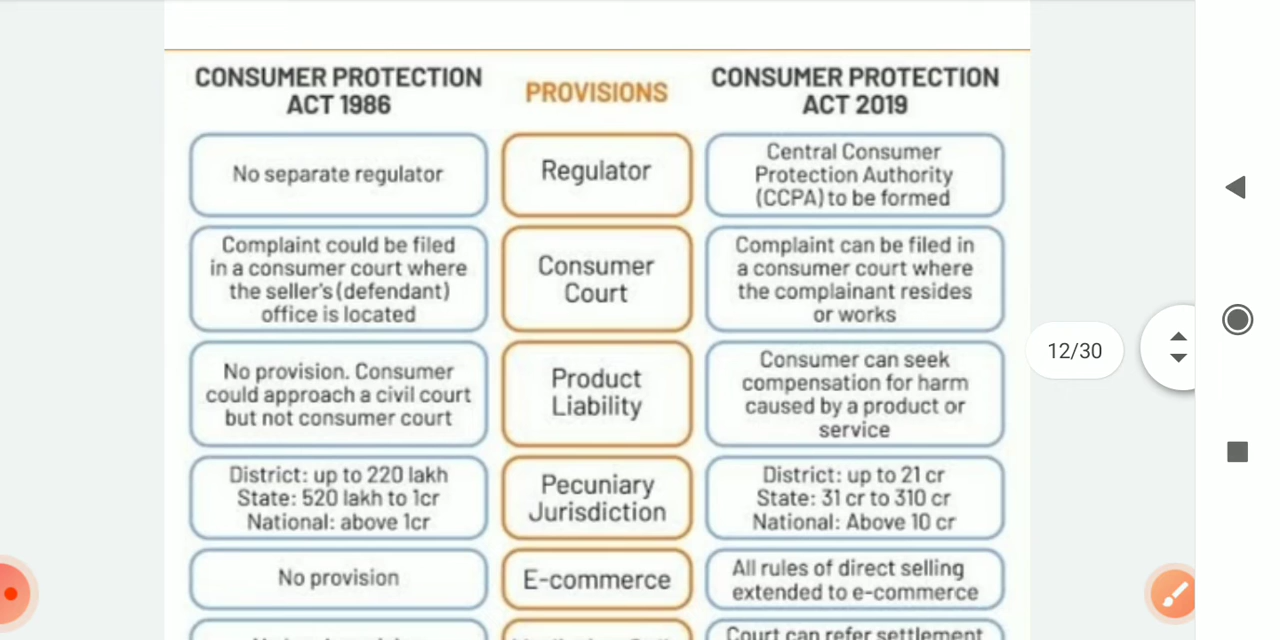 CONSUMER PROTECTION
ACT 1986
PROVISIONS
CONSUMER PROTECTION
ACT 2019
No separate regulator
Regulator
Central Consumer
Protection Authority
(CCPA) to be formed
Complaint could be filed
in a consumer court where
the seller's (defendant)
office is located
Consumer
Court
Complaint can be filed in
a consumer court where
the complainant resides
or works
No provision. Consumer
could approach a civil court
but not consumer court
Product
Liability
Consumer can seek
compensation for harm
caused by a product or
service
District: up to 220 lakh
State: 520 lakh to 1cr
National: above 1cr
Pecuniary
Jurisdiction
District: up to 21 cr
State: 31 cr to 310 cr
National: Above 10 cr
No provision
E-commerce
All rules of direct selling
extended to e-commerce
Court can refer settlement
12/30